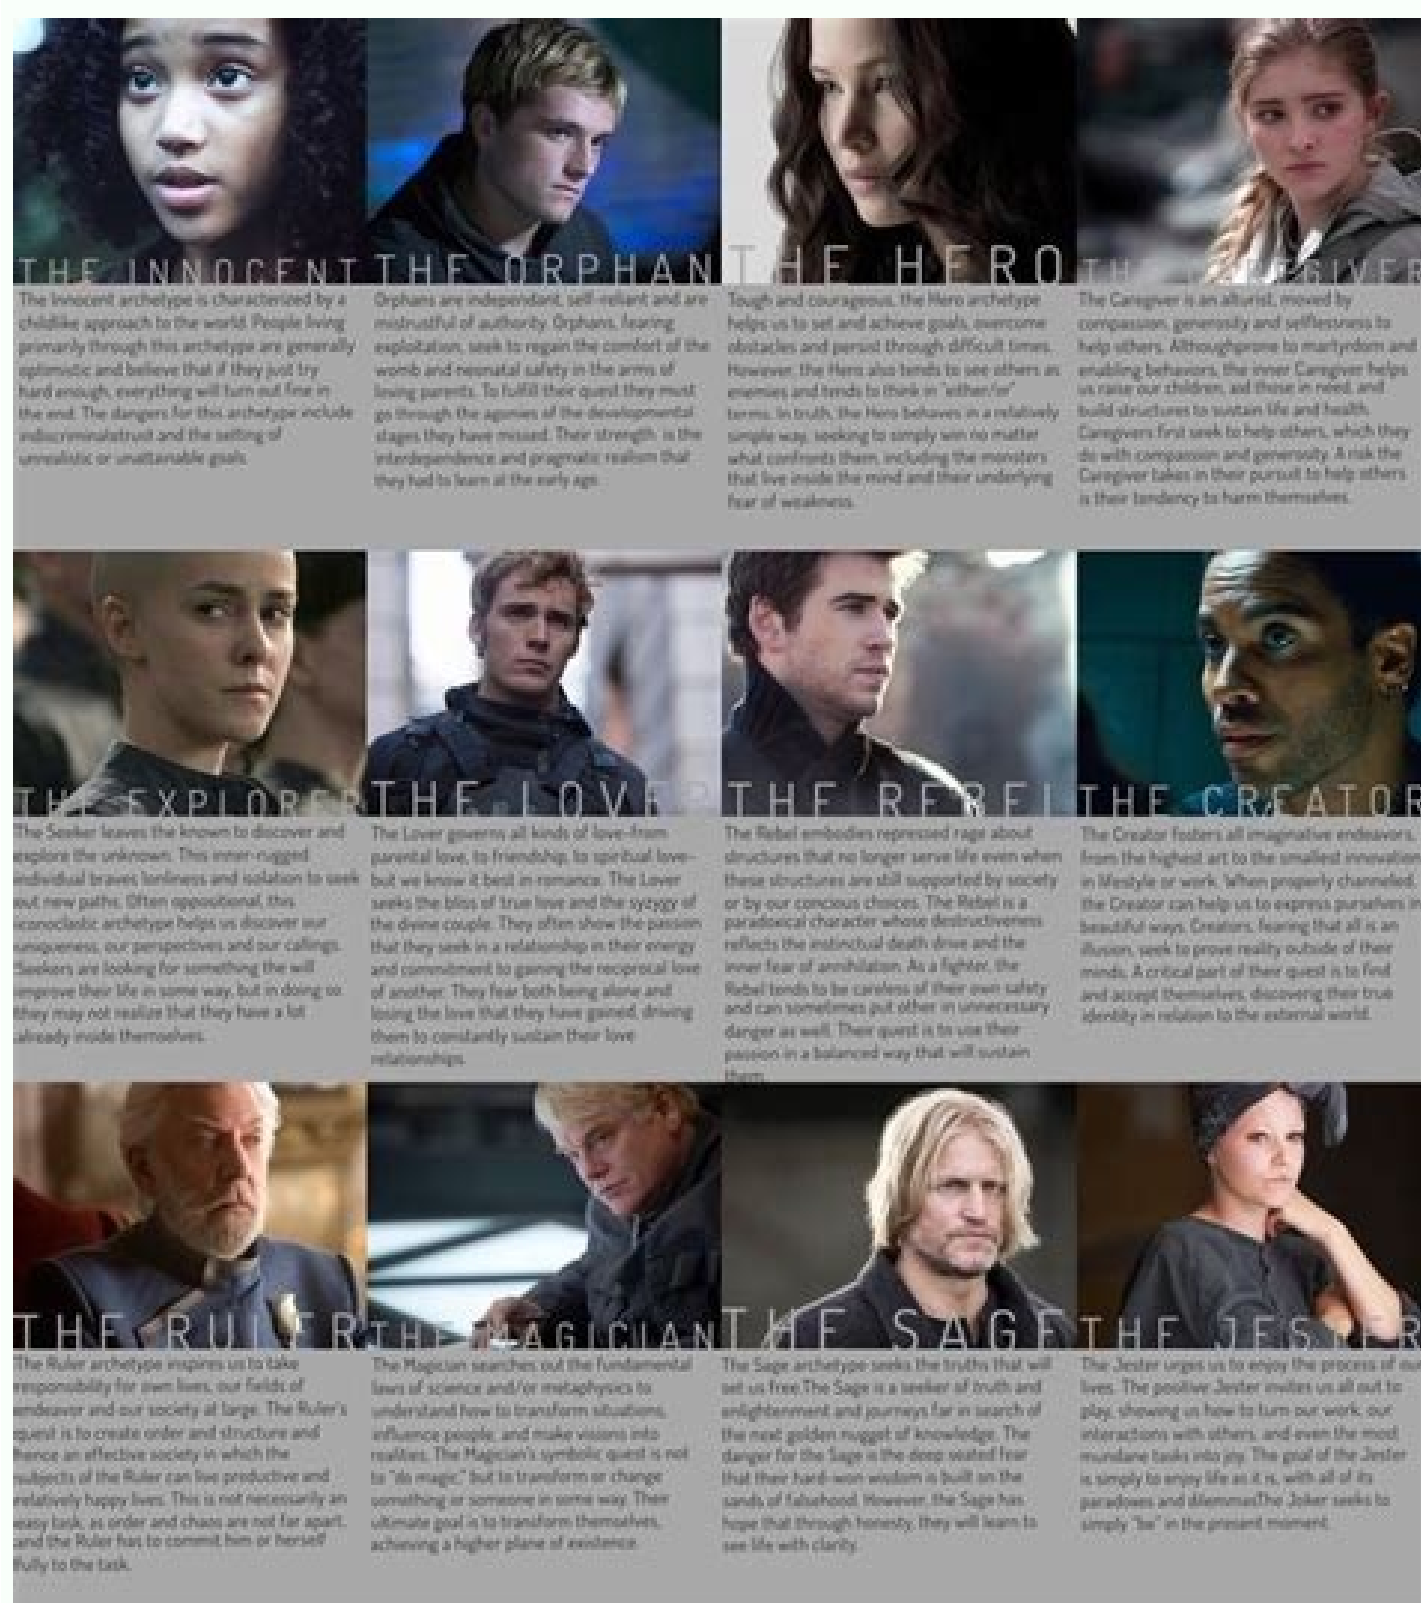 THE INNOCENT
The Innocent archetype is characterized by a
childlike approach to the world. People living
primarily through this archetype are generally
optimistic and believe that if they just try
hard enough, everything will turn out fine in
the end. The dangers for this archetype include
indiscriminatetrust and the setting of
unrealistic or unattainable goals.
THE ORPHAN
Orphans are independant, self-reliant and are
mistrustful of authority. Orphans, fearing
exploitation, seek to regain the comfort of the
womb and neonatal safety in the arms of
loving parents. To fulfill their quest they must
go through the agonies of the developmental
stages they have missed. Their strength is the
interdependence and pragmatic realism that
they had to learn at the early age.
THE HERO
Tough and courageous, the Hero archetype
helps us to set and achieve goals, overcome
obstacles and persist through difficult times.
However, the Hero also tends to see others as
enemies and tends to think in "either/or"
terms. In truth, the Hero behaves in a relatively
simple way, seeking to simply win no matter
what confronts them, including the monsters
that live inside the mind and their underlying
fear of weakness.
THE CAREGIVER
The Caregiver is an alturist, moved by
compassion, generosity and selflessness to
help others. Althoughprone to martyrdom and
enabling behaviors, the inner Caregiver helps
us raise our children, aid those in need, and
build structures to sustain life and health.
Caregivers first seek to help others, which they
do with compassion and generosity. A risk the
Caregiver takes in their pursuit to help others
is their tendency to harm themselves.
THE EXPLORER
The Seeker leaves the known to discover and
explore the unknown. This inner-rugged
individual braves lonliness and isolation to seek
out new paths. Often oppositional, this
iconoclastic archetype helps us discover our
uniqueness, our perspectives and our callings.
"Seekers are looking for something the will
improve their life in some way, but in doing so
they may not realize that they have a lot
already inside themselves.
THE LOVER
The Lover governs all kinds of love-from
parental love, to friendship, to spiritual love-
but we know it best in romance. The Lover
seeks the bliss of true love and the syzygy of
the divine couple. They often show the passion
that they seek in a relationship in their energy
and commitment to gaining the reciprocal love
of another. They fear both being alone and
losing the love that they have gained, driving
them to constantly sustain their love
relationships.
THE REBEL
The Rebel embodies repressed rage about
structures that no longer serve life even when
these structures are still supported by society
or by our concious choices. The Rebel is a
paradoxical character whose destructiveness
reflects the instinctual death drive and the
inner fear of annihilation. As a fighter, the
Rebel tends to be careless of their own safety
and can sometimes put other in unnecessary
danger as well. Their quest is to use their
passion in a balanced way that will sustain
them.
THE CREATOR
The Creator fosters all imaginative endeavors,
from the highest art to the smallest innovation
in lifestyle or work. When properly channeled,
the Creator can help us to express purselves in
beautiful ways. Creators, fearing that all is an
illusion, seek to prove reality outside of their
minds. A critical part of their quest is to find
and accept themselves, discoverig their true
identity in relation to the external world.
THE RULER
The Ruler archetype inspires us to take
responsibility for own lives, our fields of
endeavor and our society at large. The Ruler's
quest is to create order and structure and
hence an effective society in which the
subjects of the Ruler can live productive and
relatively happy lives. This is not necessarily an
easy task, as order and chaos are not far apart,
and the Ruler has to commit him or herself
fully to the task.
THE MAGICIAN
The Magician searches out the fundamental
laws of science and/or metaphysics to
understand how to transform situations,
influence people, and make visions into
realities. The Magician's symbolic quest is not
to "do magic," but to transform or change
something or someone in some way. Their
ultimate goal is to transform themselves,
achieving a higher plane of existence.
THE SAGE
The Sage archetype seeks the truths that will
set us free.The Sage is a seeker of truth and
enlightenment and journeys far in search of
the next golden nugget of knowledge. The
danger for the Sage is the deep seated fear
that their hard-won wisdom is built on the
sands of falsehood. However, the Sage has
hope that through honesty, they will learn to
see life with clarity.
THE JESTER
The Jester urges us to enjoy the process of our
lives. The positive Jester invites us all out to
play, showing us how to turn our work, our
interactions with others, and even the most
mundane tasks into joy. The goal of the Jester
is simply to enjoy life as it is, with all of its
paradoxes and dilemmasThe Joker seeks to
simply "be" in the present moment.